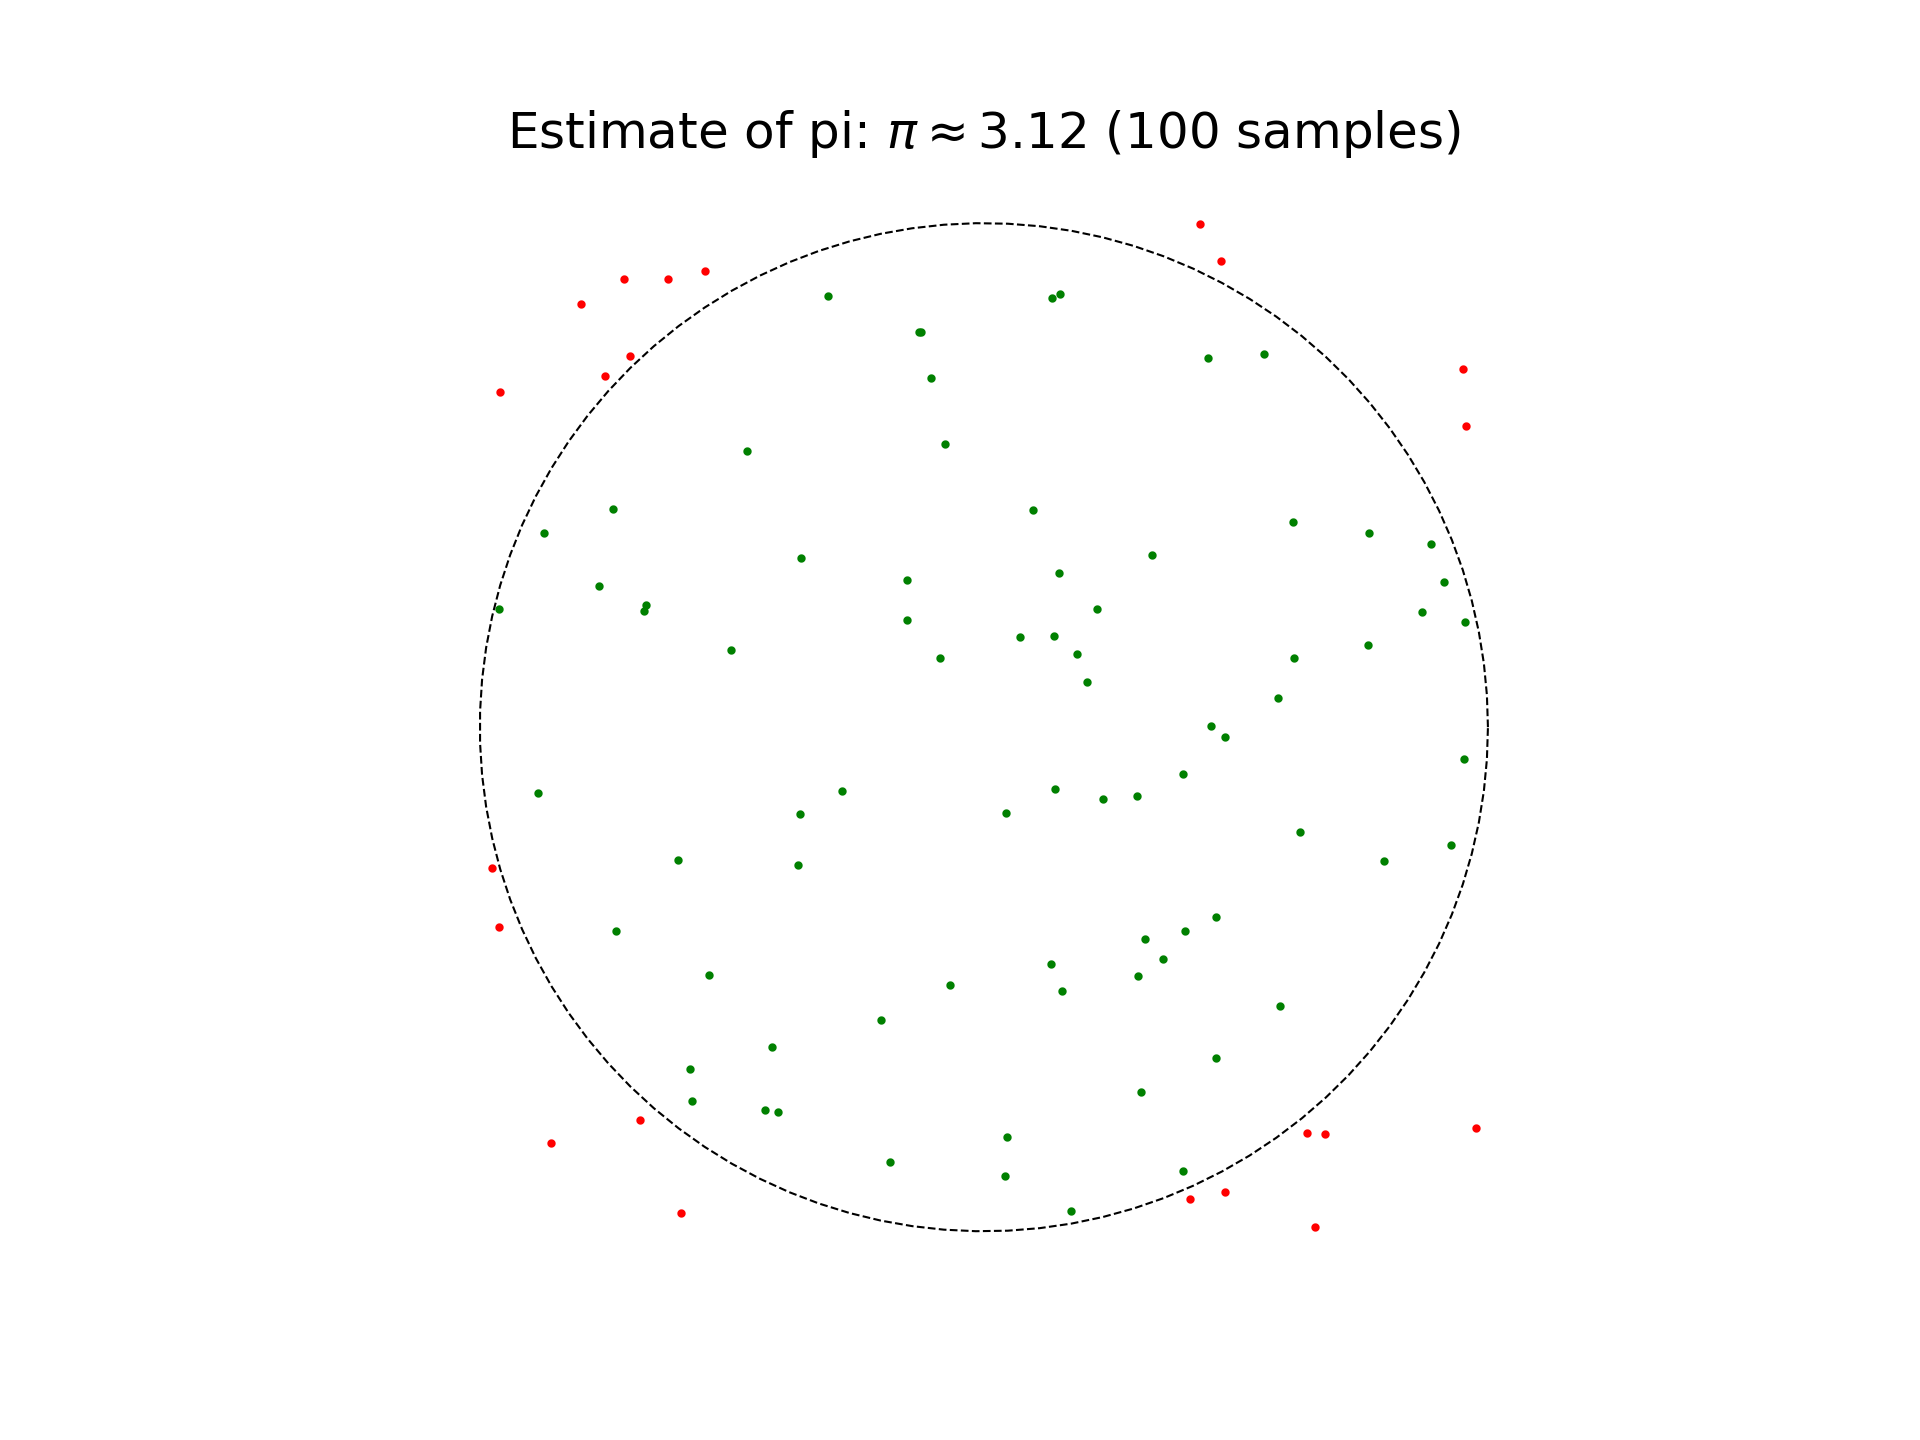 Estimate of pi: π ≈ 3.12 (100 samples)